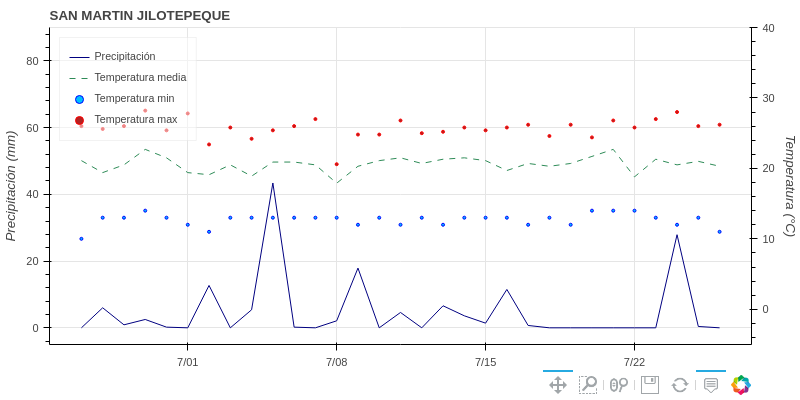 SAN MARTIN JILOTEPEQUE
Precipitación
Temperatura media
Temperatura min
Temperatura max
Precipitación (mm)
80
60
40
20
0
Temperatura (°C)
40
30
20
10
0
7/01
7/08
7/15
7/22